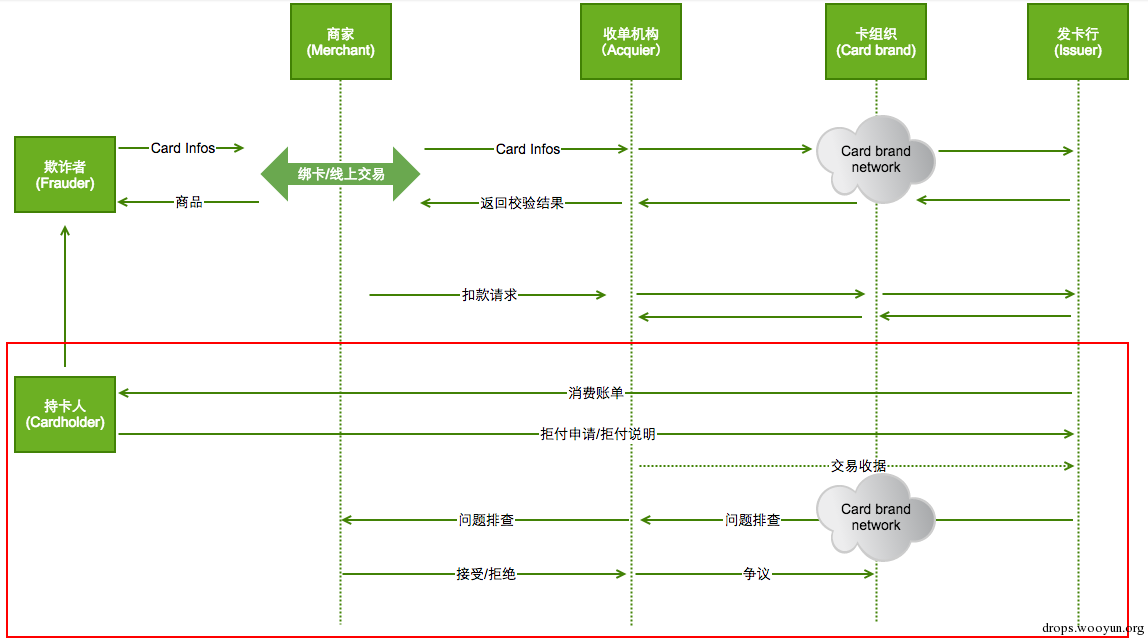 商家
(Merchant)
收单机构
(Acquier）
卡组织
(Card brand)
发卡行
(Issuer)
欺诈者
(Frauder)
Card Infos
绑卡/线上交易
Card Infos
Card brand
network
商品
返回校验结果
扣款请求
持卡人
(Cardholder)
消费账单
拒付申请/拒付说明
交易收据
Card brand
network
问题排查
问题排查
接受/拒绝
争议
drops.wooyun.org